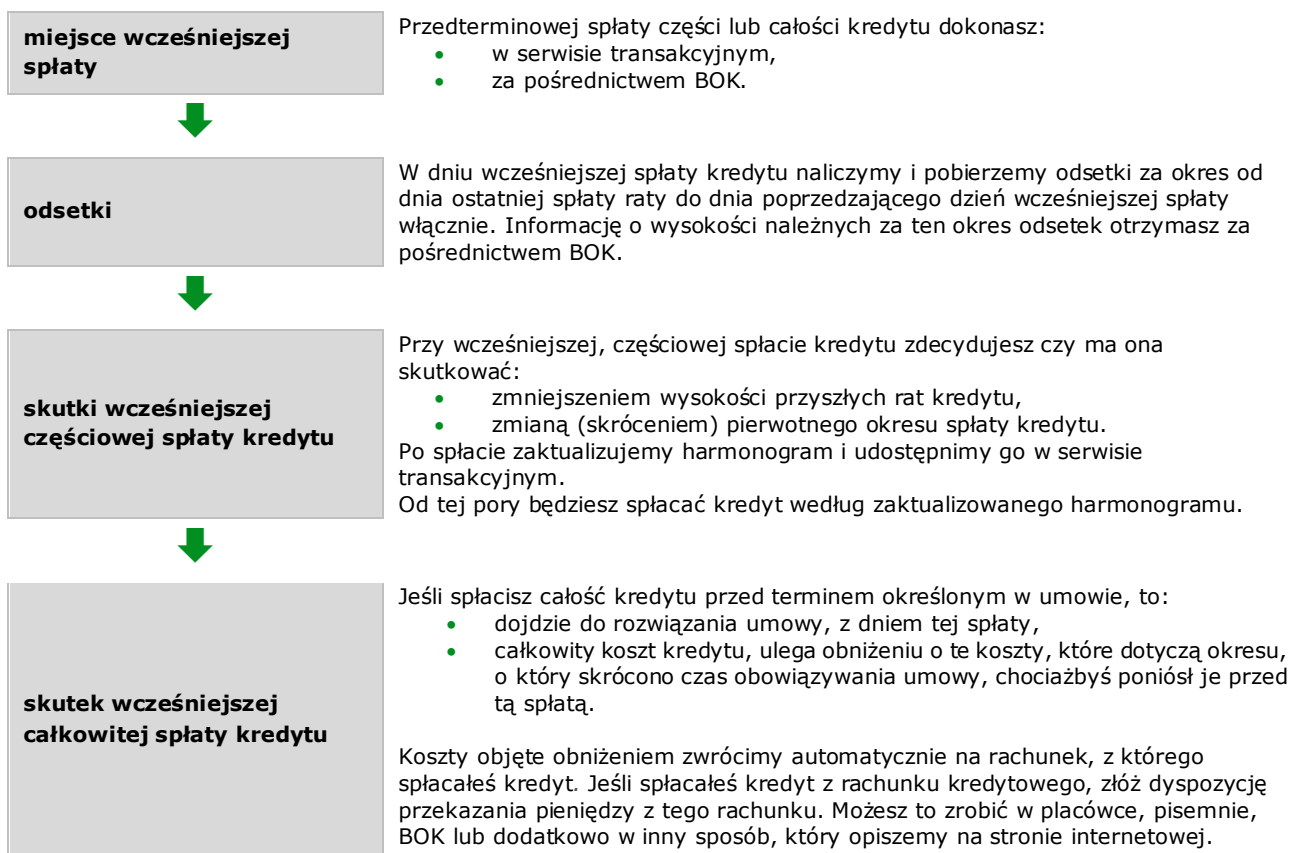 miejsce wcześniejszej
spłaty
Przedterminowej spłaty części lub całości kredytu dokonasz:
• w serwisie transakcyjnym,
• za pośrednictwem BOK.
odsetki
W dniu wcześniejszej spłaty kredytu naliczymy i pobierzemy odsetki za okres od
dnia ostatniej spłaty raty do dnia poprzedzającego dzień wcześniejszej spłaty
włącznie. Informację o wysokości należnych za ten okres odsetek otrzymasz za
pośrednictwem BOK.
skutki wcześniejszej
częściowej spłaty kredytu
Przy wcześniejszej, częściowej spłacie kredytu zdecydujesz czy ma ona
skutkować:
• zmniejszeniem wysokości przyszłych rat kredytu,
• zmianą (skróceniem) pierwotnego okresu spłaty kredytu.
Po spłacie zaktualizujemy harmonogram i udostępnimy go w serwisie
transakcyjnym.
Od tej pory będziesz spłacać kredyt według zaktualizowanego harmonogramu.
skutek wcześniejszej
całkowitej spłaty kredytu
Jeśli spłacisz całość kredytu przed terminem określonym w umowie, to:
• dojdzie do rozwiązania umowy, z dniem tej spłaty,
• całkowity koszt kredytu, ulega obniżeniu o te koszty, które dotyczą okresu,
o który skrócono czas obowiązywania umowy, chociażbyś poniósł je przed
tą spłatą.
Koszty objęte obniżeniem zwrócimy automatycznie na rachunek, z którego
spłacałeś kredyt. Jeśli spłacałeś kredyt z rachunku kredytowego, złóż dyspozycję
przekazania pieniędzy z tego rachunku. Możesz to zrobić w placówce, pisemnie,
BOK lub dodatkowo w inny sposób, który opiszemy na stronie internetowej.